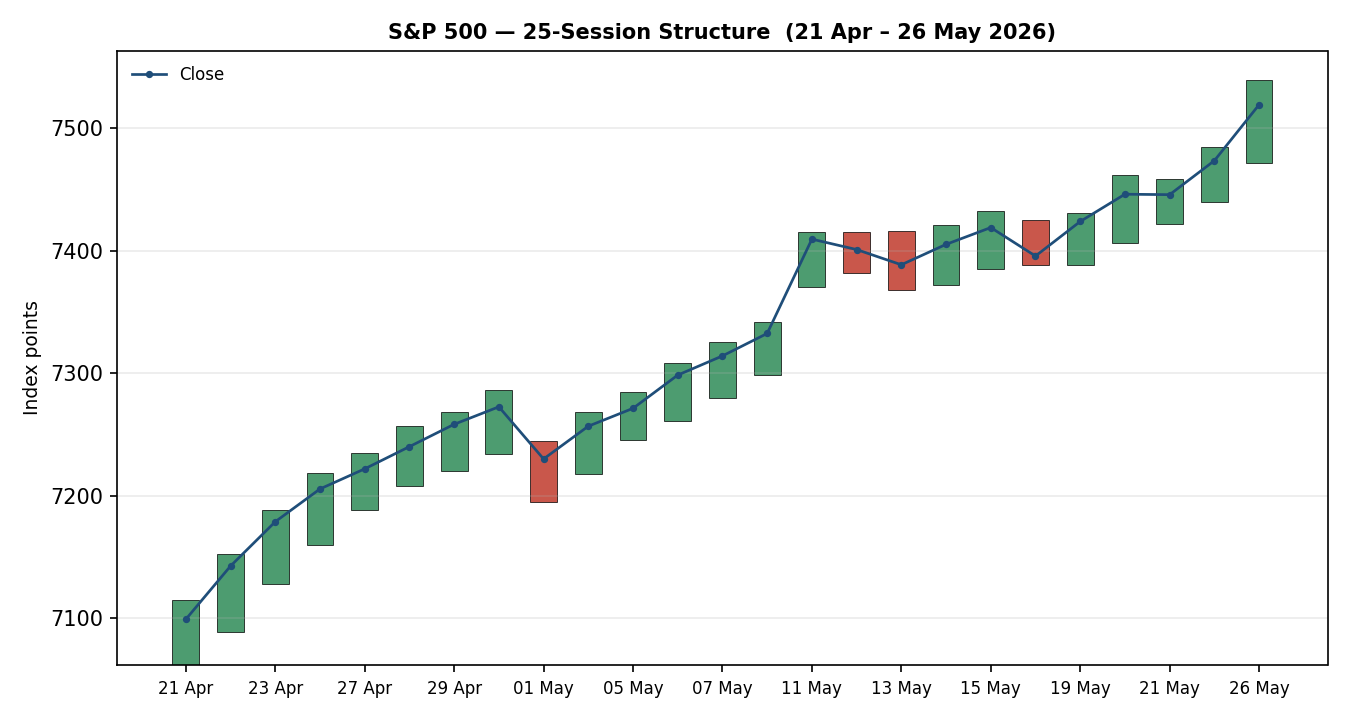 S&P 500 — 25-Session Structure (21 Apr – 26 May 2026)
Close
Index points
7500
7400
7300
7200
7100
21 Apr 23 Apr 27 Apr 29 Apr 01 May 05 May 07 May 11 May 13 May 15 May 19 May 21 May 26 May